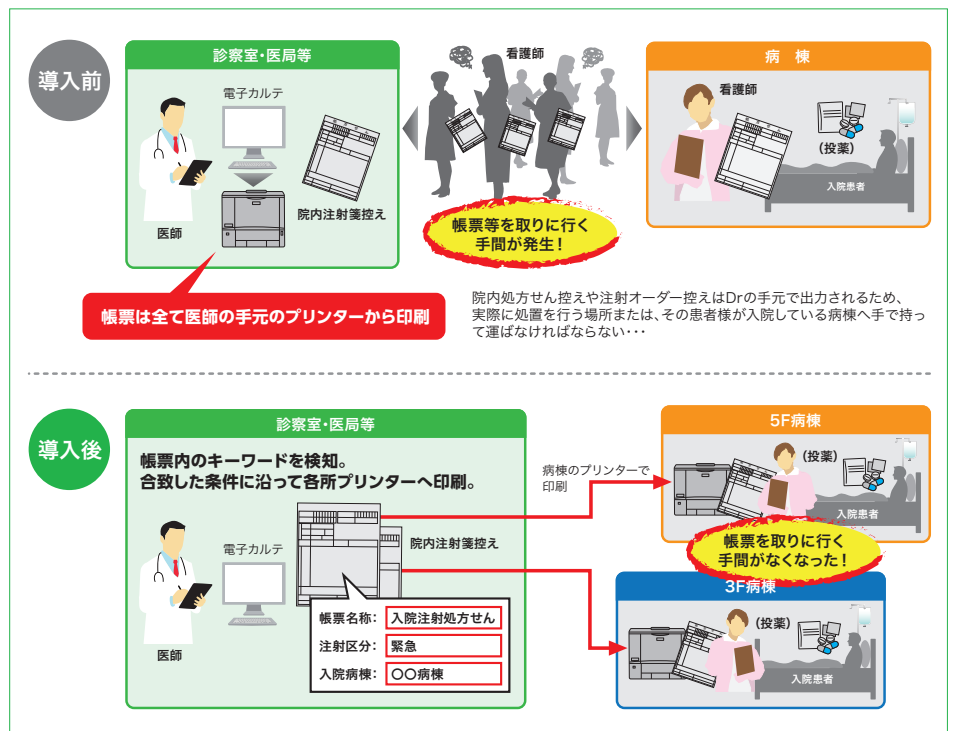 導入前
診察室・医局等
電子カルテ
院内注射箋控え
医師
帳票は全て医師の手元のプリンターから印刷
看護師
帳票等を取りに行く
手間が発生！
病　棟
看護師
（投薬）
入院患者
院内処方せん控えや注射オーダー控えはDrの手元で出力されるため、
実際に処置を行う場所または、その患者様が入院している病棟へ手で持っ
て運ばなければならない・・・
導入後
診察室・医局等
帳票内のキーワードを検知。
合致した条件に沿って各所プリンターへ印刷。
電子カルテ
院内注射箋控え
医師
帳票名称： 入院注射処方せん
注射区分： 緊急
入院病棟： 〇〇病棟
病棟のプリンターで
印刷
5F病棟
（投薬）
入院患者
帳票を取りに行く
手間がなくなった！
3F病棟
（投薬）
入院患者